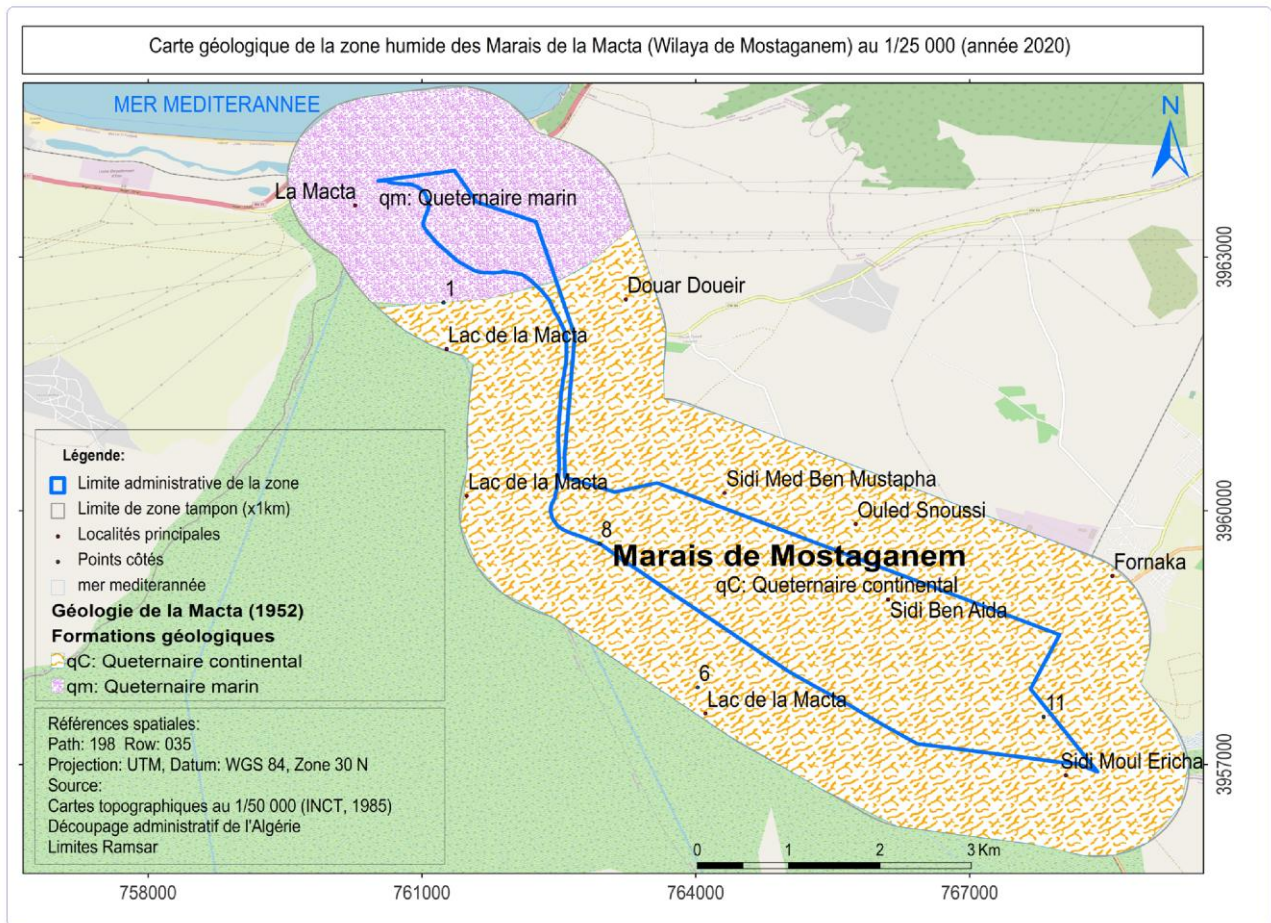 Carte géologique de la zone humide des Marais de la Macta (Wilaya de Mostaganem) au 1/25 000 (année 2020)
MER MEDITERANNEE
N
La Macta
qm: Queternaire marin
3963000
1
Douar Doueir
Lac de la Macta
Légende:
Limite administrative de la zone
Limite de zone tampon (x1km)
Localités principales
Points côtés
mer mediterannée
Géologie de la Macta (1952)
Formations géologiques
qC: Queternaire continental
qm: Queternaire marin
Lac de la Macta
Sidi Med Ben Mustapha
Ouled Snoussi
3960000
8
Marais de Mostaganem
Fornaka
qC: Queternaire continental
Sidi Ben Aida
6
Lac de la Macta
11
Sidi Moul Ericha
3957000
Références spatiales:
Path: 198 Row: 035
Projection: UTM, Datum: WGS 84, Zone 30 N
Source:
Cartes topographiques au 1/50 000 (INCT, 1985)
Découpage administratif de l'Algérie
Limites Ramsar
0 1 2 3 Km
758000 761000 764000 767000